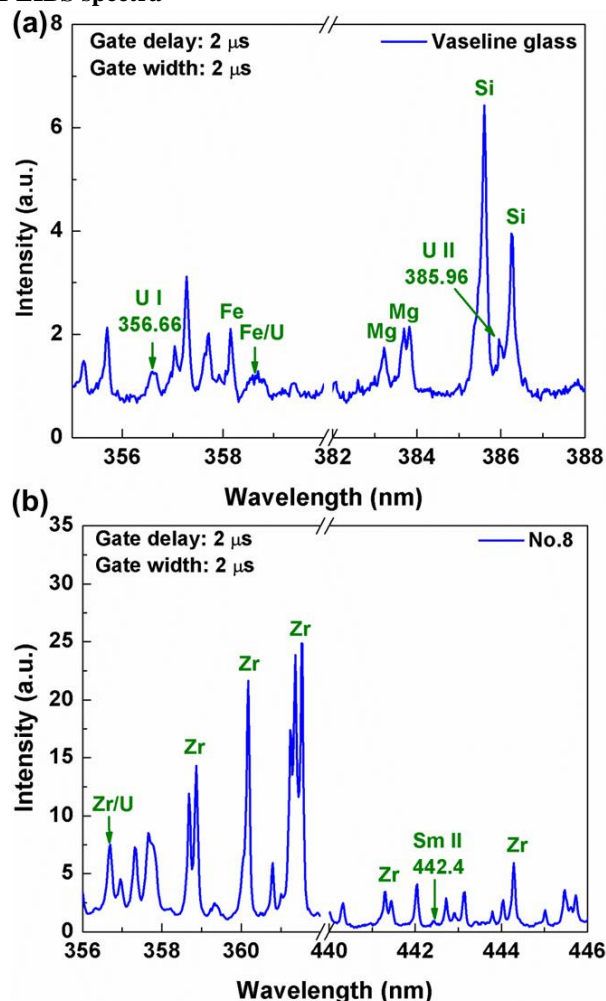 LIBS spectra
(a)
Gate delay: 2 μs
Gate width: 2 μs
Vaseline glass
Si
Si
U II
385.96
U I
356.66
Fe
Fe/U
Mg
Mg
Intensity (a.u.)
8
6
4
2
0
356
358
382
384
386
388
Wavelength (nm)
(b)
Gate delay: 2 μs
Gate width: 2 μs
No.8
Zr
Zr
Zr
Zr/U
Sm II
442.4
Zr
Zr
Intensity (a.u.)
35
30
25
20
15
10
5
0
356
357
358
360
440
442
444
446
Wavelength (nm)